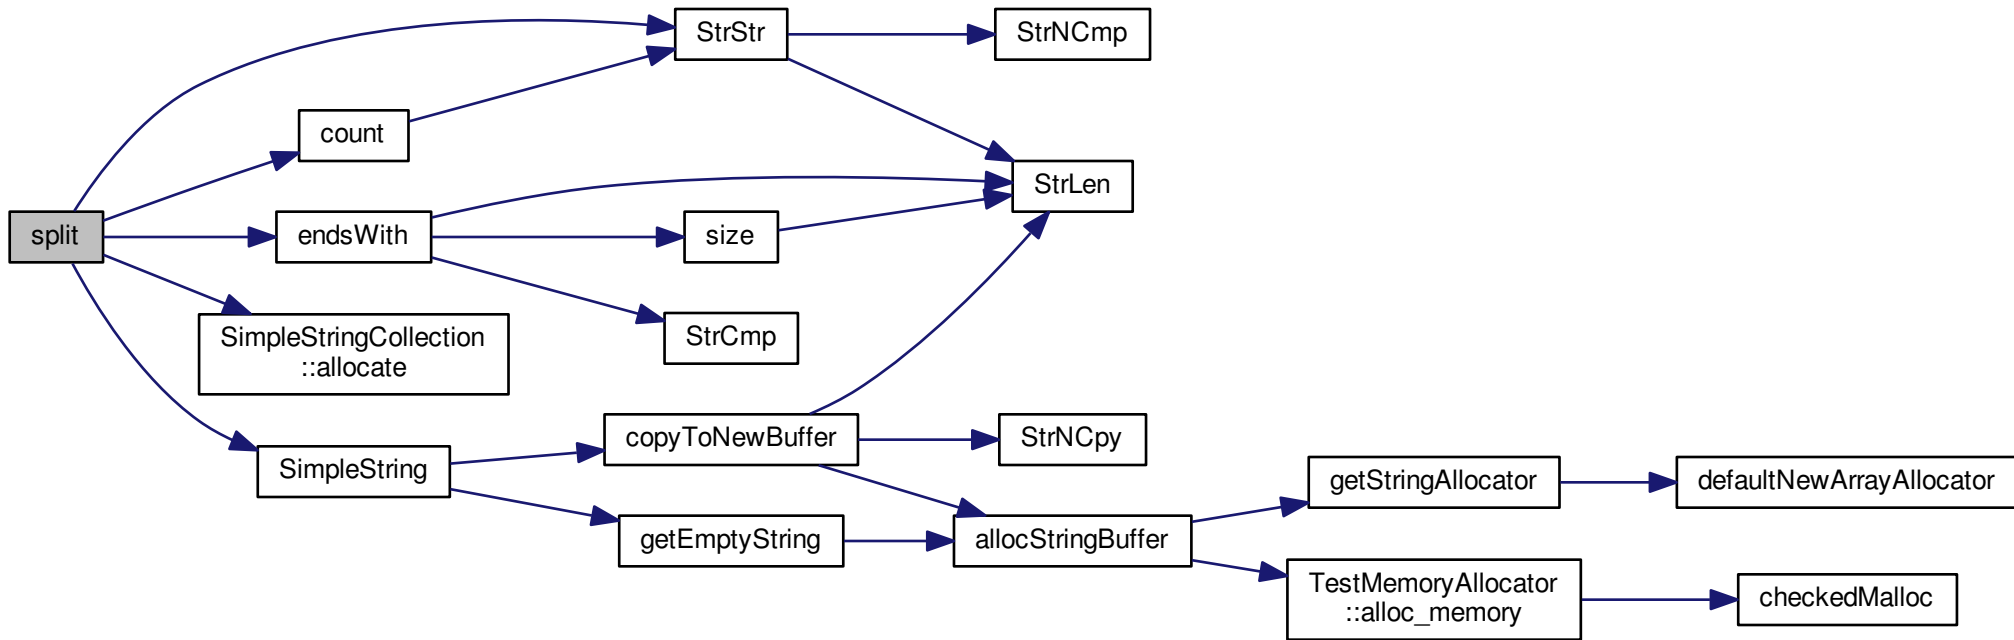 StrStr
StrNCmp
count
StrLen
split
endsWith
size
SimpleStringCollection
::allocate
StrCmp
copyToNewBuffer
StrNCpy
SimpleString
getStringAllocator
defaultNewArrayAllocator
getEmptyString
allocStringBuffer
TestMemoryAllocator
::alloc_memory
checkedMalloc